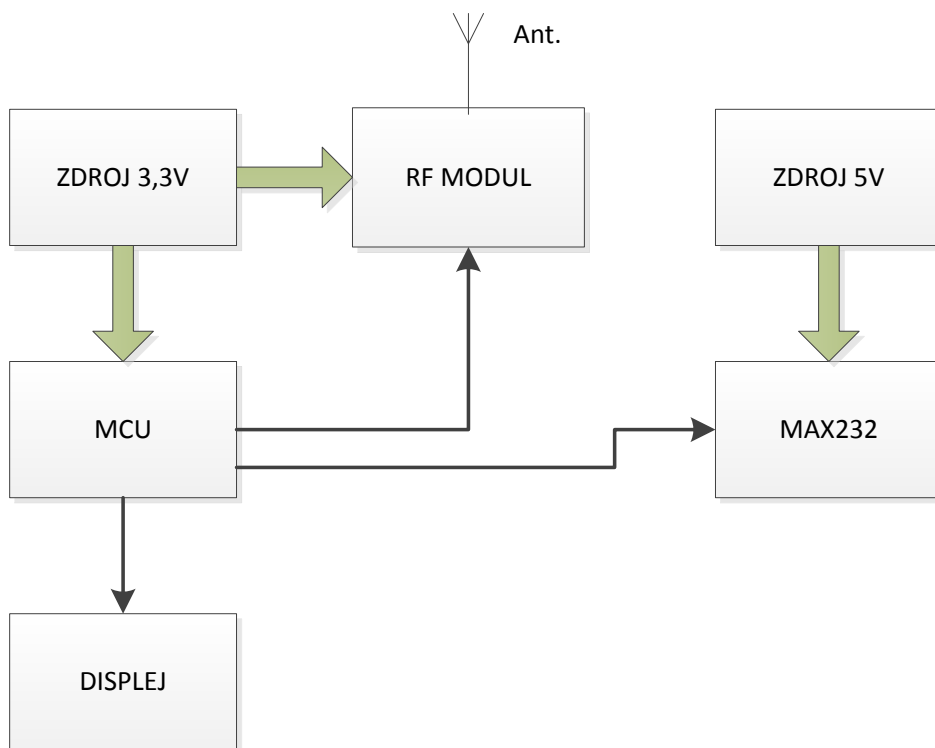 Ant.
ZDROJ 3,3V
RF MODUL
ZDROJ 5V
MCU
MAX232
DISPLEJ